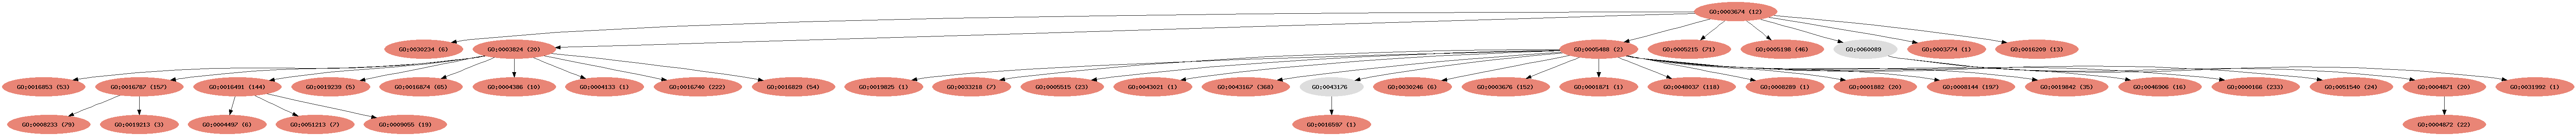 GO:0003674 (12)
GO:0030234 (6)
GO:0003824 (20)
GO:0005488 (2)
GO:0005215 (71)
GO:0005198 (46)
GO:0060089
GO:0003774 (1)
GO:0016209 (13)
GO:0016853 (53)
GO:0016787 (157)
GO:0016491 (144)
GO:0019239 (5)
GO:0016874 (65)
GO:0004386 (10)
GO:0004133 (1)
GO:0016740 (222)
GO:0016829 (54)
GO:0019825 (1)
GO:0033218 (7)
GO:0005515 (23)
GO:0043021 (1)
GO:0043167 (368)
GO:0043176
GO:0030246 (6)
GO:0003676 (152)
GO:0001871 (1)
GO:0048037 (118)
GO:0008289 (1)
GO:0001882 (20)
GO:0008144 (197)
GO:0019842 (35)
GO:0046906 (16)
GO:0000166 (233)
GO:0051540 (24)
GO:0004871 (20)
GO:0031992 (1)
GO:0008233 (79)
GO:0019213 (3)
GO:0004497 (6)
GO:0051213 (7)
GO:0009055 (19)
GO:0016597 (1)
GO:0004872 (22)